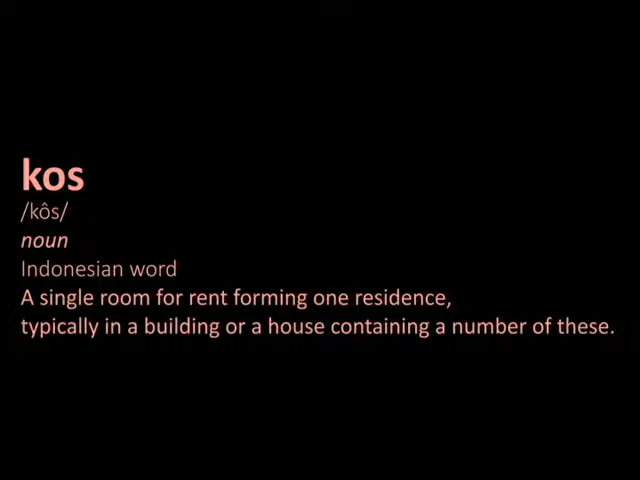 kos
/kôs/
noun
Indonesian word
A single room for rent forming one residence,
typically in a building or a house containing a number of these.